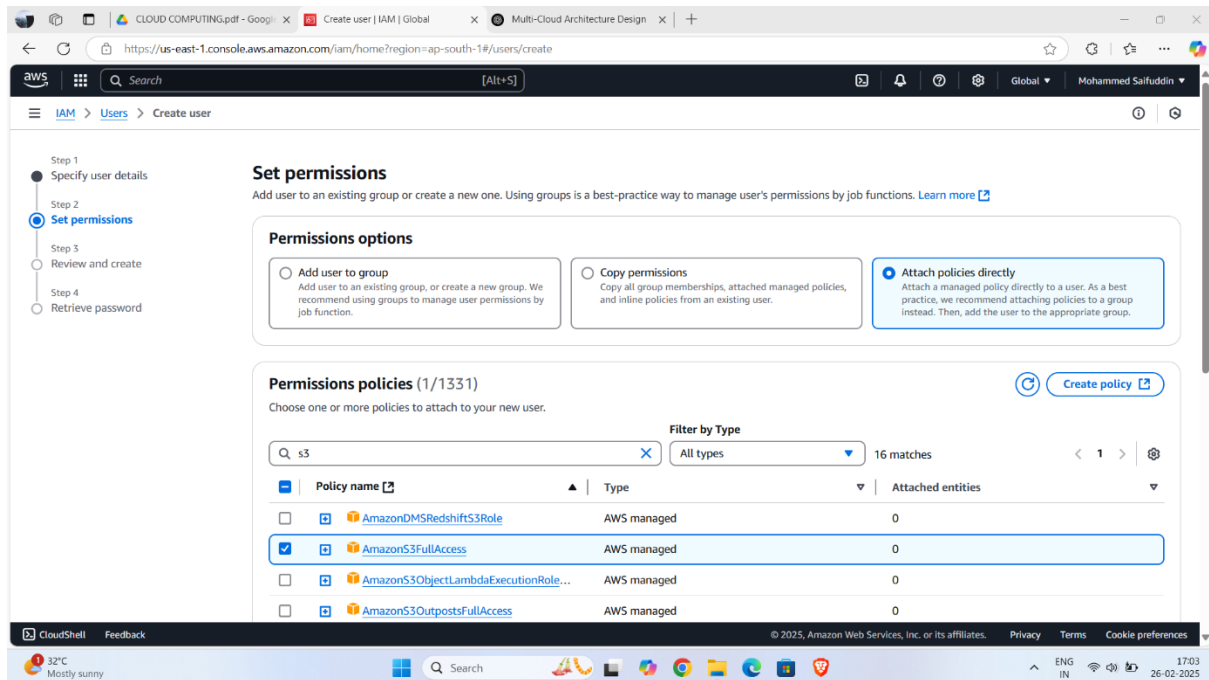 CLOUD COMPUTING.pdf - Googl
Create user | IAM | Global
Multi-Cloud Architecture Design
https://us-east-1.console.aws.amazon.com/iam/home?region=ap-south-1#/users/create
aws
Search
[Alt+S]
Global
Mohammed Saifuddin
IAM > Users > Create user
Step 1
Specify user details
Step 2
Set permissions
Step 3
Review and create
Step 4
Retrieve password
Set permissions
Add user to an existing group or create a new one. Using groups is a best-practice way to manage user's permissions by job functions. Learn more
Permissions options
Add user to group
Add user to an existing group, or create a new group. We
recommend using groups to manage user permissions by
job function.
Copy permissions
Copy all group memberships, attached managed policies,
and inline policies from an existing user.
Attach policies directly
Attach a managed policy directly to a user. As a best
practice, we recommend attaching policies to a group
instead. Then, add the user to the appropriate group.
Permissions policies (1/1331)
Create policy
Choose one or more policies to attach to your new user.
Filter by Type
s3
All types
16 matches
1
Policy name Type Attached entities
AmazonDMSRedshiftS3Role AWS managed 0
AmazonS3FullAccess AWS managed 0
AmazonS3ObjectLambdaExecutionRole... AWS managed 0
AmazonS3OutpostsFullAccess AWS managed 0
CloudShell Feedback © 2025, Amazon Web Services, Inc. or its affiliates. Privacy Terms Cookie preferences
1
32°C
Mostly sunny
Search
ENG
IN
17:03
26-02-2025